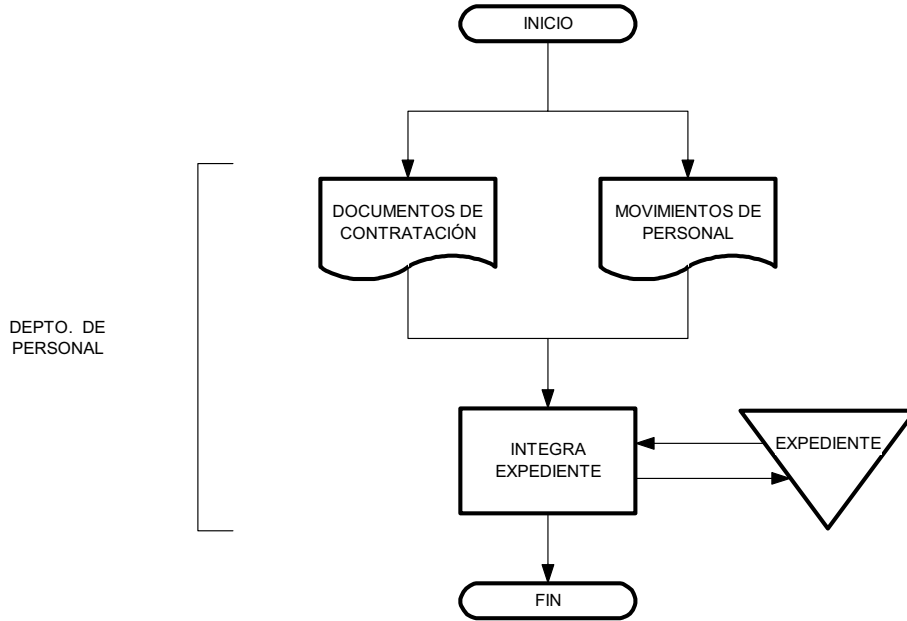 INICIO
DOCUMENTOS DE
CONTRATACIÓN
MOVIMIENTOS DE
PERSONAL
DEPTO. DE
PERSONAL
INTEGRA
EXPEDIENTE
EXPEDIENTE
FIN